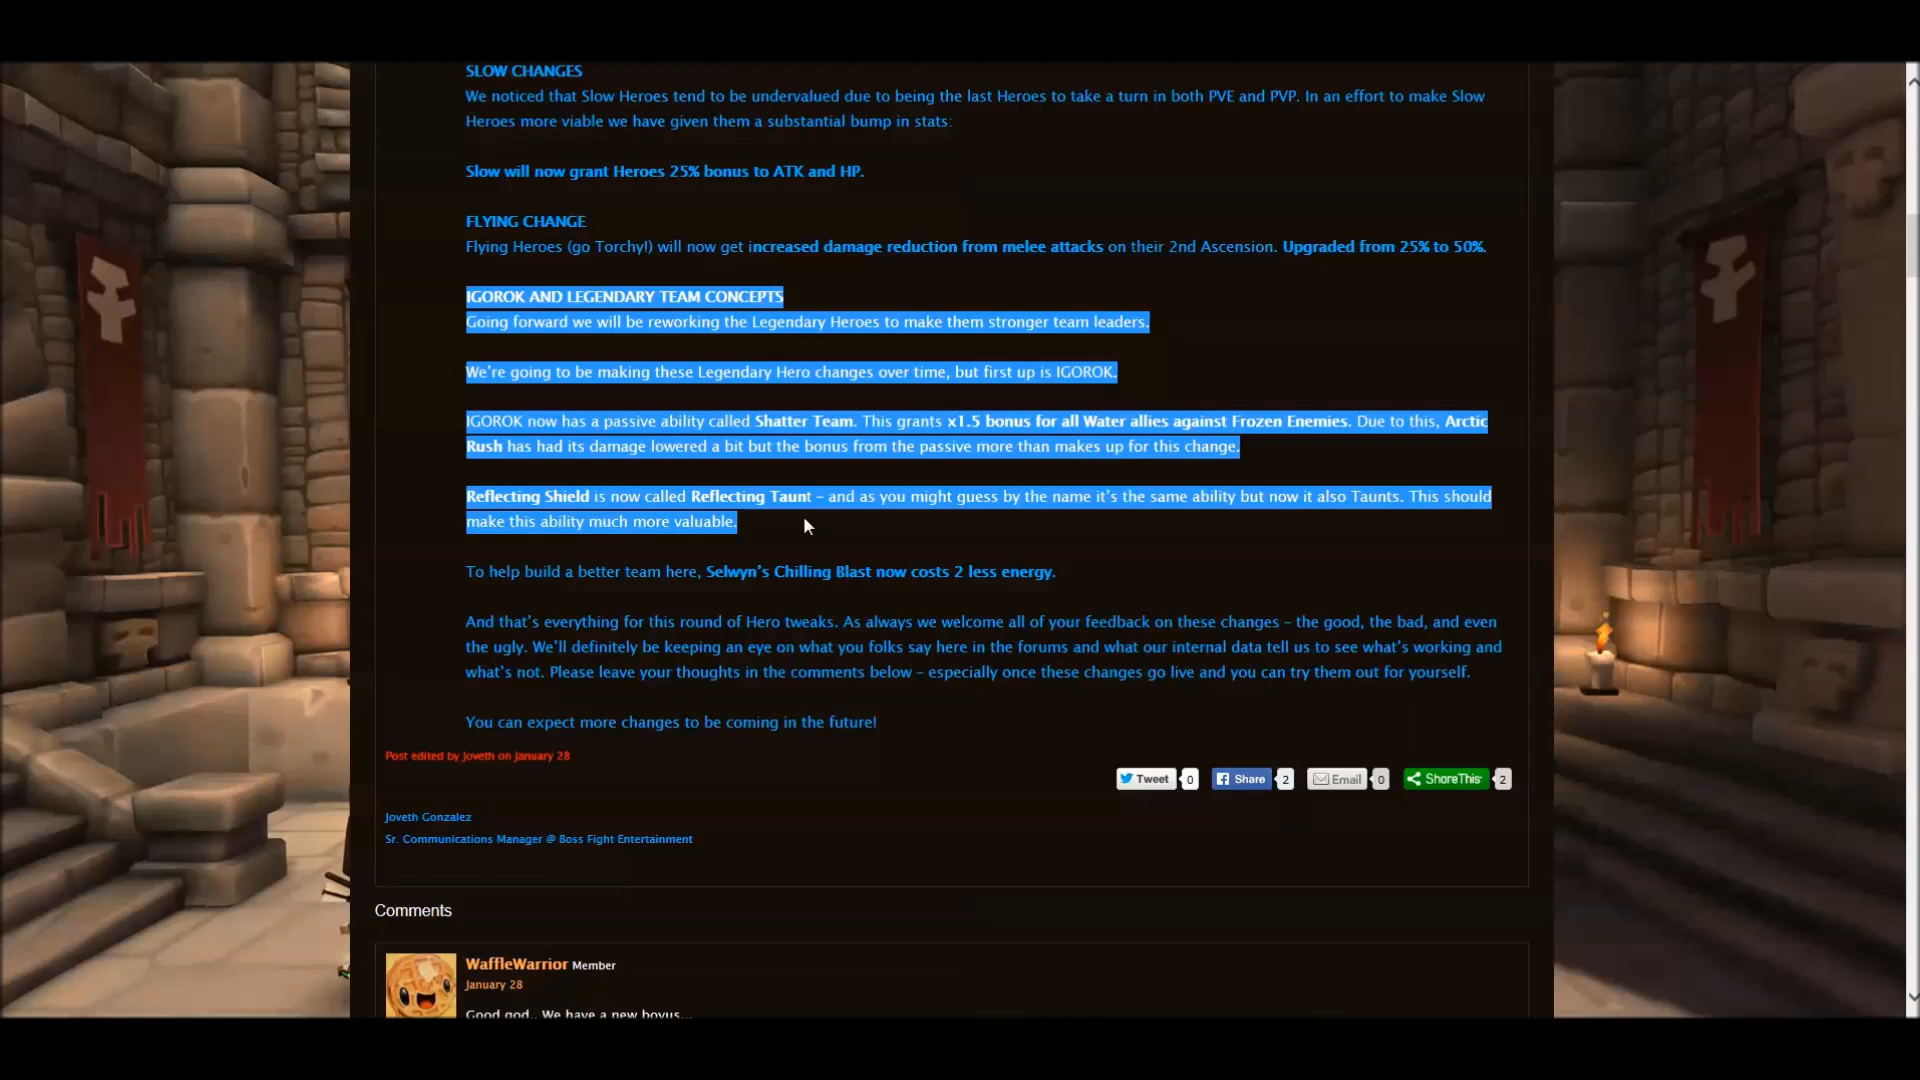 SLOW CHANGES
We noticed that Slow Heroes tend to be undervalued due to being the last Heroes to take a turn in both PVE and PVP. In an effort to make Slow
Heroes more viable we have given them a substantial bump in stats:
Slow will now grant Heroes 25% bonus to ATK and HP.
FLYING CHANGE
Flying Heroes (go Torchy!) will now get increased damage reduction from melee attacks on their 2nd Ascension. Upgraded from 25% to 50%.
IGOROK AND LEGENDARY TEAM CONCEPTS
Going forward we will be reworking the Legendary Heroes to make them stronger team leaders.
We're going to be making these Legendary Hero changes over time, but first up is IGOROK.
IGOROK now has a passive ability called Shatter Team. This grants x1.5 bonus for all Water allies against Frozen Enemies. Due to this, Arctic
Rush has had its damage lowered a bit but the bonus from the passive more than makes up for this change.
Reflecting Shield is now called Reflecting Taunt – and as you might guess by the name it's the same ability but now it also Taunts. This should
make this ability much more valuable.
To help build a better team here, Selwyn's Chilling Blast now costs 2 less energy.
And that's everything for this round of Hero tweaks. As always we welcome all of your feedback on these changes – the good, the bad, and even
the ugly. We'll definitely be keeping an eye on what you folks say here in the forums and what our internal data tell us to see what's working and
what's not. Please leave your thoughts in the comments below – especially once these changes go live and you can try them out for yourself.
You can expect more changes to be coming in the future!
Post edited by Joveth on January 28
Tweet 0 Share 2 Email 0 ShareThis 2
Joveth Gonzalez
Sr. Communications Manager @ Boss Fight Entertainment
Comments
WaffleWarrior Member
January 28
Good god.. We have a new bovus...